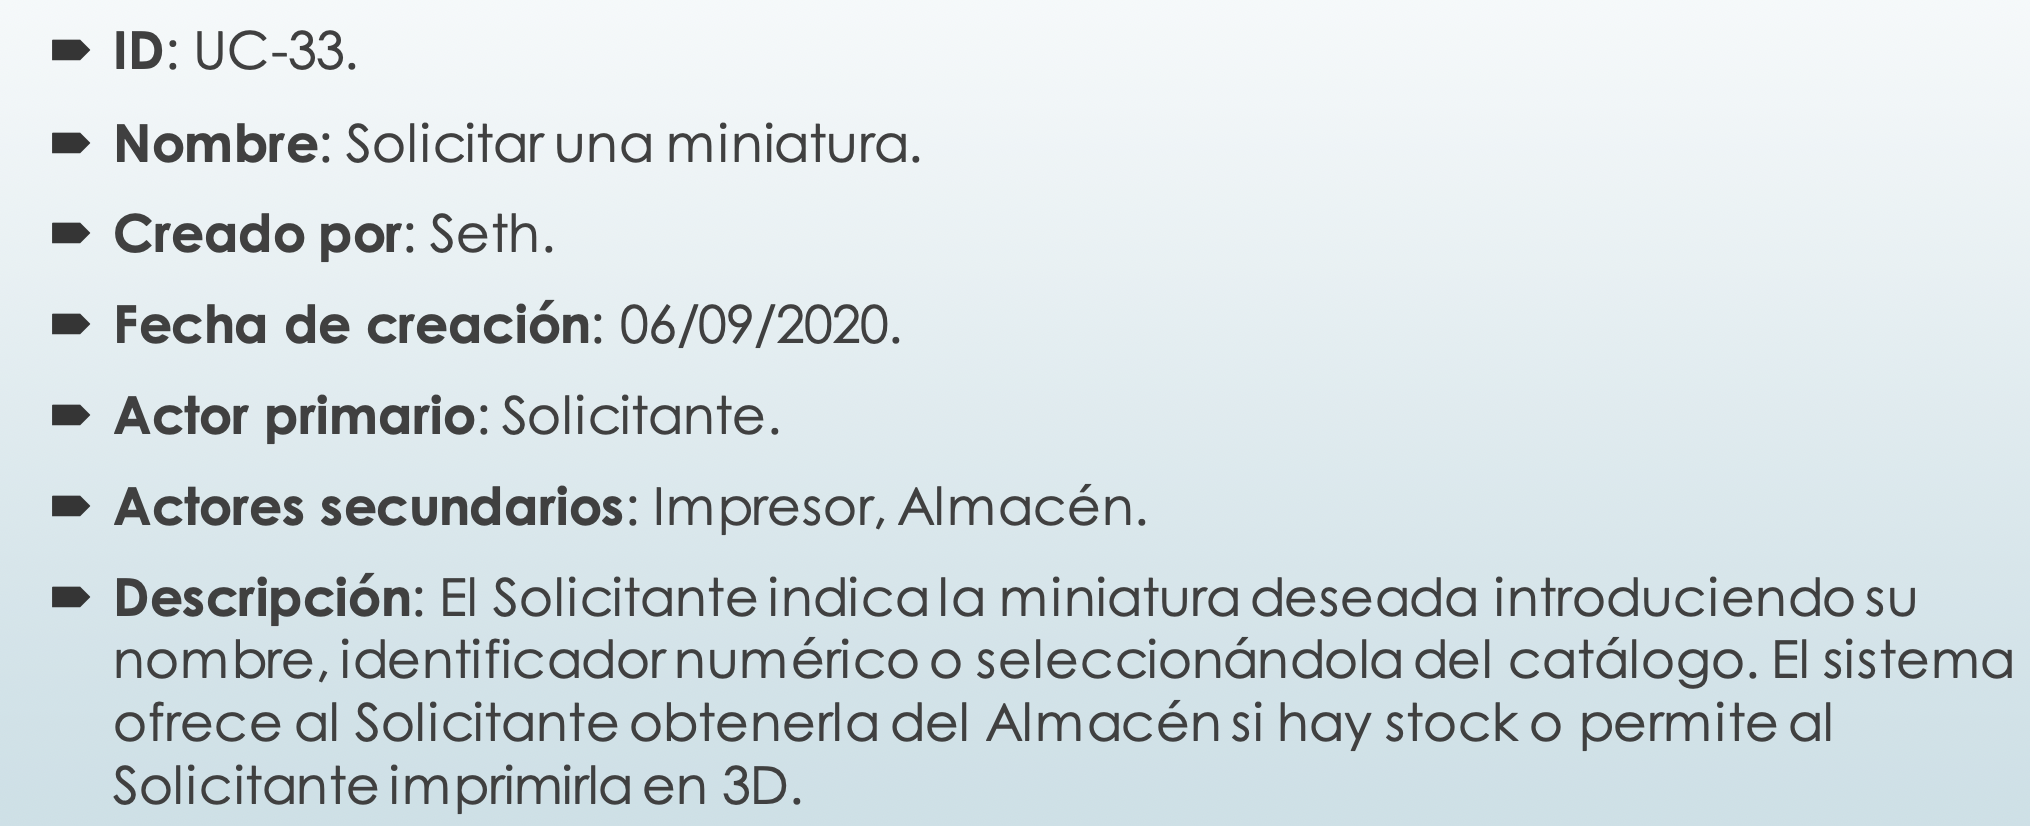 ID: UC-33.
Nombre: Solicitar una miniatura.
Creado por: Seth.
Fecha de creación: 06/09/2020.
Actor primario: Solicitante.
Actores secundarios: Impresor, Almacén.
Descripción: El Solicitante indica la miniatura deseada introduciendo su
nombre, identificador numérico o seleccionándola del catálogo. El sistema
ofrece al Solicitante obtenerla del Almacén si hay stock o permite al
Solicitante imprimirla en 3D.